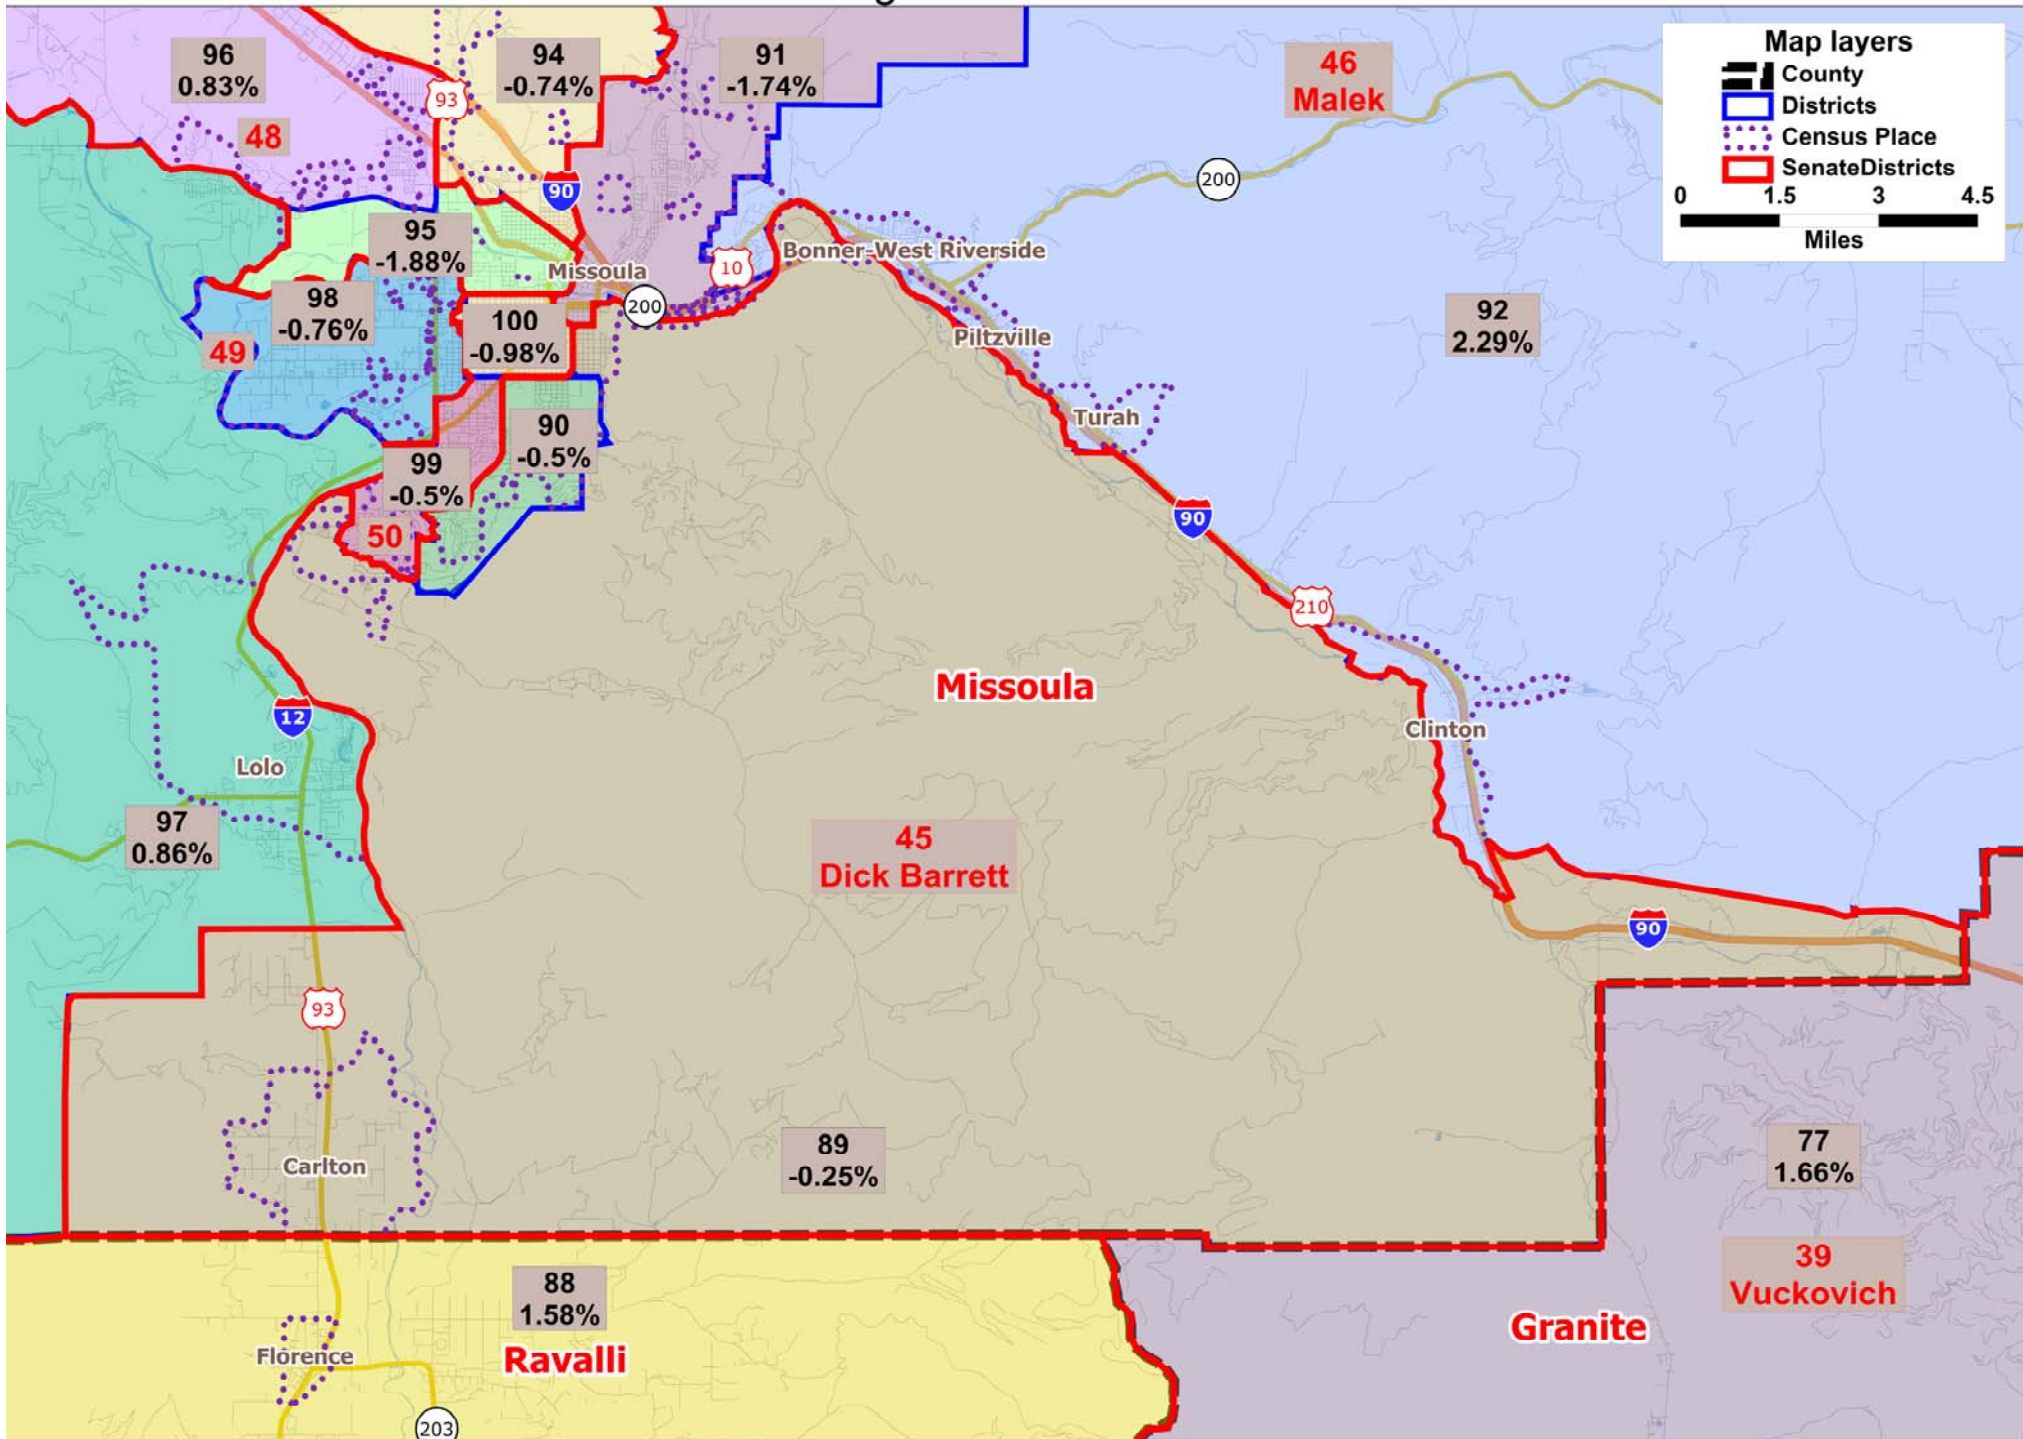 96
0.83%
94
-0.74%
91
-1.74%
46
Malek
Map layers
County
Districts
Census Place
SenateDistricts
0 1.5 3 4.5
Miles
93
48
90
200
95
-1.88%
Missoula
10
Bonner-West Riverside
98
-0.76%
100
-0.98%
200
92
2.29%
49
Piltzville
Turah
90
-0.5%
99
-0.5%
50
90
210
Missoula
12
Clinton
Lolo
97
0.86%
45
Dick Barrett
90
93
Carlton
89
-0.25%
77
1.66%
39
Vuckovich
88
1.58%
Granite
Florence
Ravalli
203